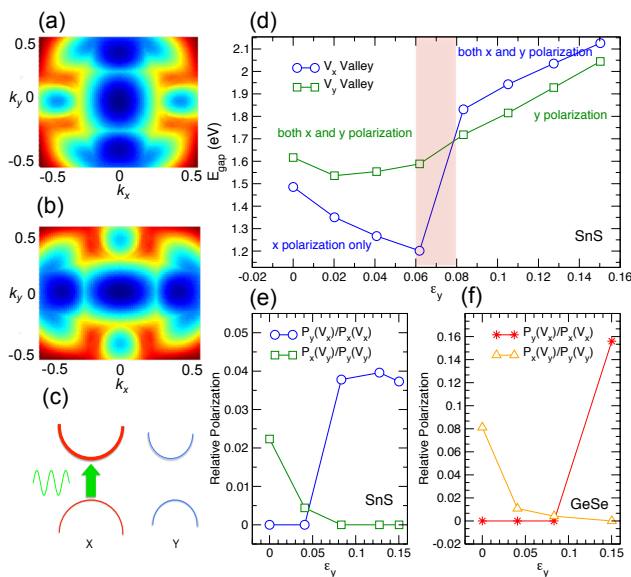 (a)
0.5
k_y 0
-0.5
-0.5 0 0.5
k_x
(b)
0.5
k_y 0
-0.5
-0.5 0 0.5
k_x
(c)
X Y
(d)
V_x Valley
V_y Valley
both x and y polarization
both x and y polarization
y polarization
x polarization only
SnS
E_gap (eV)
2.1
2
1.9
1.8
1.7
1.6
1.5
1.4
1.3
1.2
-0.02 0 0.02 0.04 0.06 0.08 0.1 0.12 0.14 0.16
ε_y
(e)
P_y(V_x)/P_x(V_x)
P_x(V_y)/P_y(V_y)
Relative Polarization
0.05
0.04
0.03
0.02
0.01
0
SnS
0 0.05 0.1 0.15
ε_y
(f)
P_y(V_x)/P_x(V_x)
P_x(V_y)/P_y(V_y)
Relative Polarization
0.16
0.14
0.12
0.1
0.08
0.06
0.04
0.02
0
-0.02
GeSe
0 0.05 0.1 0.15
ε_y